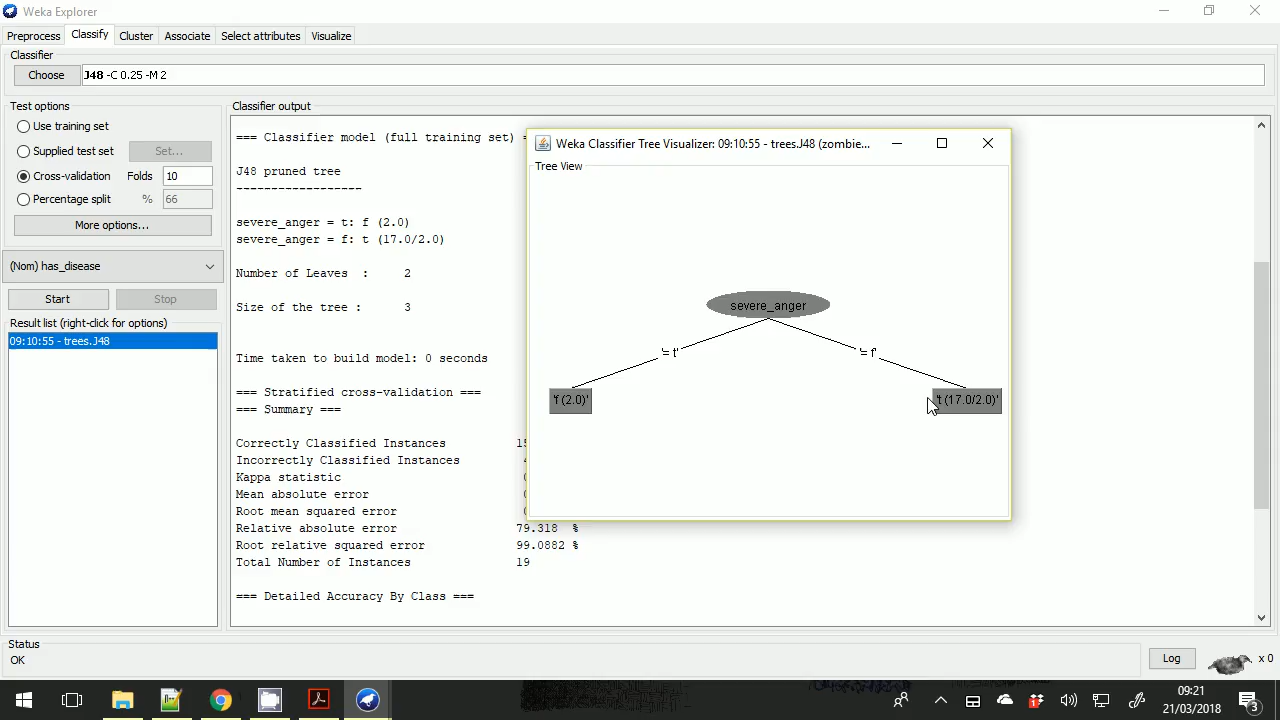 Weka Explorer
Preprocess Classify Cluster Associate Select attributes Visualize
Classifier
Choose J48 -C 0.25 -M 2
Test options
Use training set
Supplied test set Set...
Cross-validation Folds 10
Percentage split % 66
More options...
(Nom) has_disease
Start Stop
Result list (right-click for options)
09:10:55 - trees.J48
Classifier output
=== Classifier model (full training set) =
J48 pruned tree
------------------
severe_anger = t: f (2.0)
severe_anger = f: t (17.0/2.0)
Number of Leaves : 2
Size of the tree : 3
Time taken to build model: 0 seconds
=== Stratified cross-validation ===
=== Summary ===
Correctly Classified Instances 15
Incorrectly Classified Instances
Kappa statistic
Mean absolute error
Root mean squared error
Relative absolute error 79.318 %
Root relative squared error 99.0882 %
Total Number of Instances 19
=== Detailed Accuracy By Class ===
Weka Classifier Tree Visualizer: 09:10:55 - trees.J48 (zombie...
Tree View
severe_anger
'= t' '= f'
'f (2.0)' 't (17.0/2.0)'
Status
OK
Log x 0
09:21
21/03/2018
3